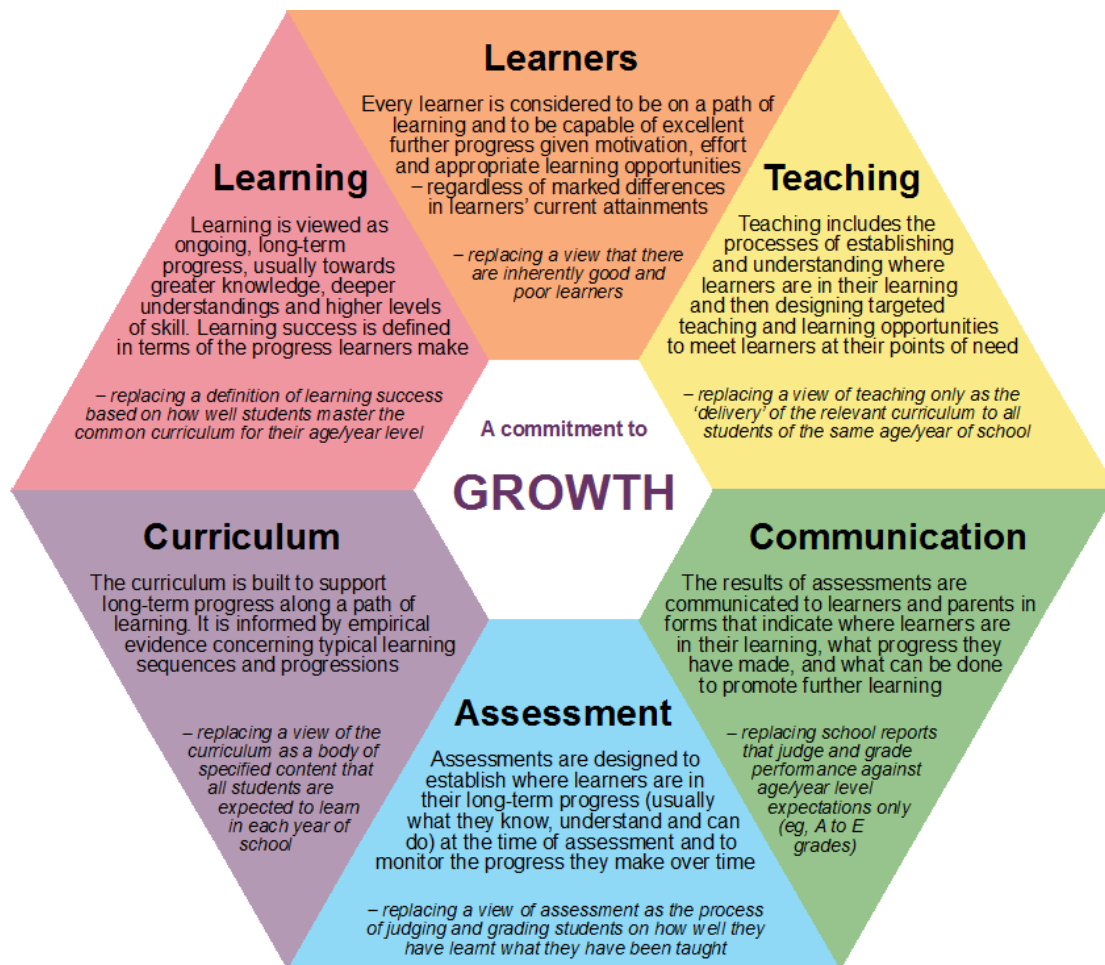 Learners
Every learner is considered to be on a path of
learning and to be capable of excellent
further progress given motivation, effort
and appropriate learning opportunities
– regardless of marked differences
in learners' current attainments
– replacing a view that there
are inherently good and
poor learners
Teaching
Teaching includes the
processes of establishing
and understanding where
learners are in their learning
and then designing targeted
teaching and learning opportunities
to meet learners at their points of need
– replacing a view of teaching only as the
'delivery' of the relevant curriculum to all
students of the same age/year of school
Communication
The results of assessments are
communicated to learners and parents in
forms that indicate where learners are
in their learning, what progress they
have made, and what can be done
to promote further learning
– replacing school reports
that judge and grade
performance against
age/year level
expectations only
(eg, A to E
grades)
Assessment
Assessments are designed to
establish where learners are in
their long-term progress (usually
what they know, understand and can
do) at the time of assessment and to
monitor the progress they make over time
– replacing a view of assessment as the process
of judging and grading students on how well they
have learnt what they have been taught
Curriculum
The curriculum is built to support
long-term progress along a path of
learning. It is informed by empirical
evidence concerning typical learning
sequences and progressions
– replacing a view of the
curriculum as a body of
specified content that
all students are
expected to learn
in each year of
school
Learning
Learning is viewed as
ongoing, long-term
progress, usually towards
greater knowledge, deeper
understandings and higher levels
of skill. Learning success is defined
in terms of the progress learners make
– replacing a definition of learning success
based on how well students master the
common curriculum for their age/year level
A commitment to
GROWTH